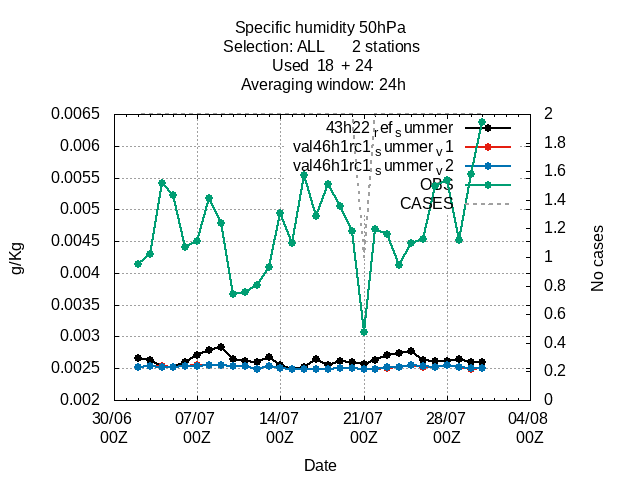 Specific humidity 50hPa
Selection: ALL 2 stations
Used 18 + 24
Averaging window: 24h
0.0065
0.006
0.0055
0.005
0.0045
0.004
0.0035
0.003
0.0025
0.002
g/Kg
43h22_ref_summer
val46h1rc1_summer_v1
val46h1rc1_summer_v2
OBS
CASES
2
1.8
1.6
1.4
1.2
1
0.8
0.6
0.4
0.2
0
No cases
30/06 07/07 14/07 21/07 28/07 04/08
00Z 00Z 00Z 00Z 00Z 00Z
Date